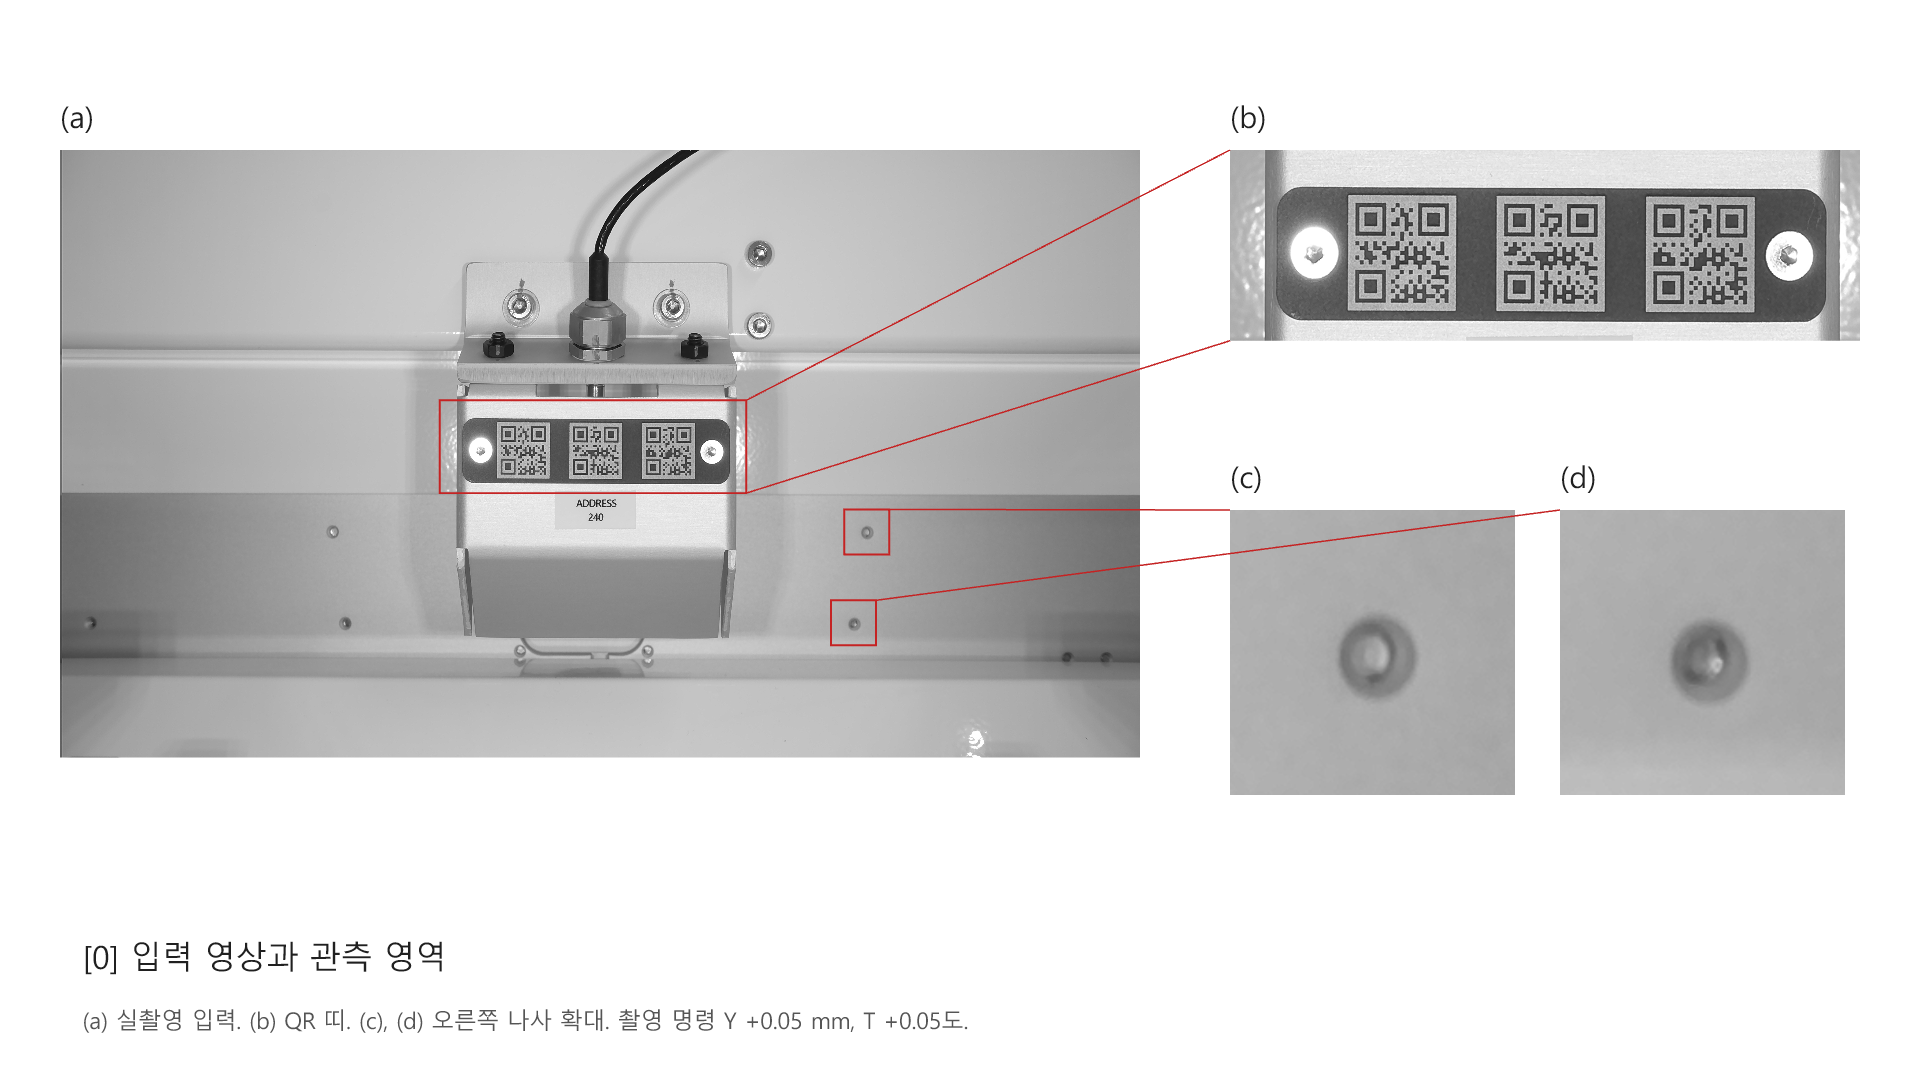 (a)
(b)
ADDRESS
240
(c)
(d)
[0] 입력 영상과 관측 영역
(a) 실촬영 입력. (b) QR 띠. (c), (d) 오른쪽 나사 확대. 촬영 명령 Y +0.05 mm, T +0.05도.